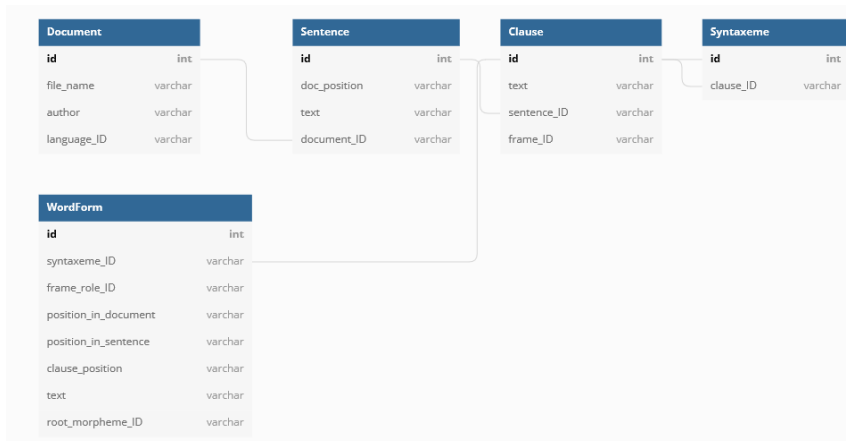 Document
id int
file_name varchar
author varchar
language_ID varchar
Sentence
id int
doc_position varchar
text varchar
document_ID varchar
Clause
id int
text varchar
sentence_ID varchar
frame_ID varchar
Syntaxeme
id int
clause_ID varchar
WordForm
id int
syntaxeme_ID varchar
frame_role_ID varchar
position_in_document varchar
position_in_sentence varchar
clause_position varchar
text varchar
root_morpheme_ID varchar